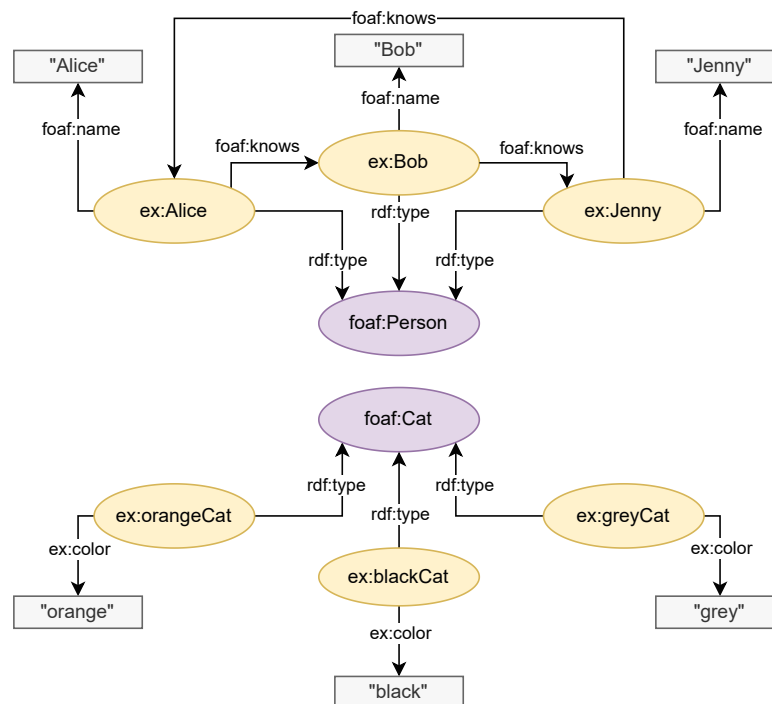 foaf:knows
"Alice"
"Bob"
"Jenny"
foaf:name
foaf:name
foaf:name
foaf:knows
foaf:knows
ex:Bob
ex:Alice
rdf:type
ex:Jenny
rdf:type
rdf:type
foaf:Person
foaf:Cat
rdf:type
rdf:type
ex:orangeCat
rdf:type
ex:greyCat
ex:color
ex:color
ex:blackCat
"orange"
"grey"
ex:color
"black"